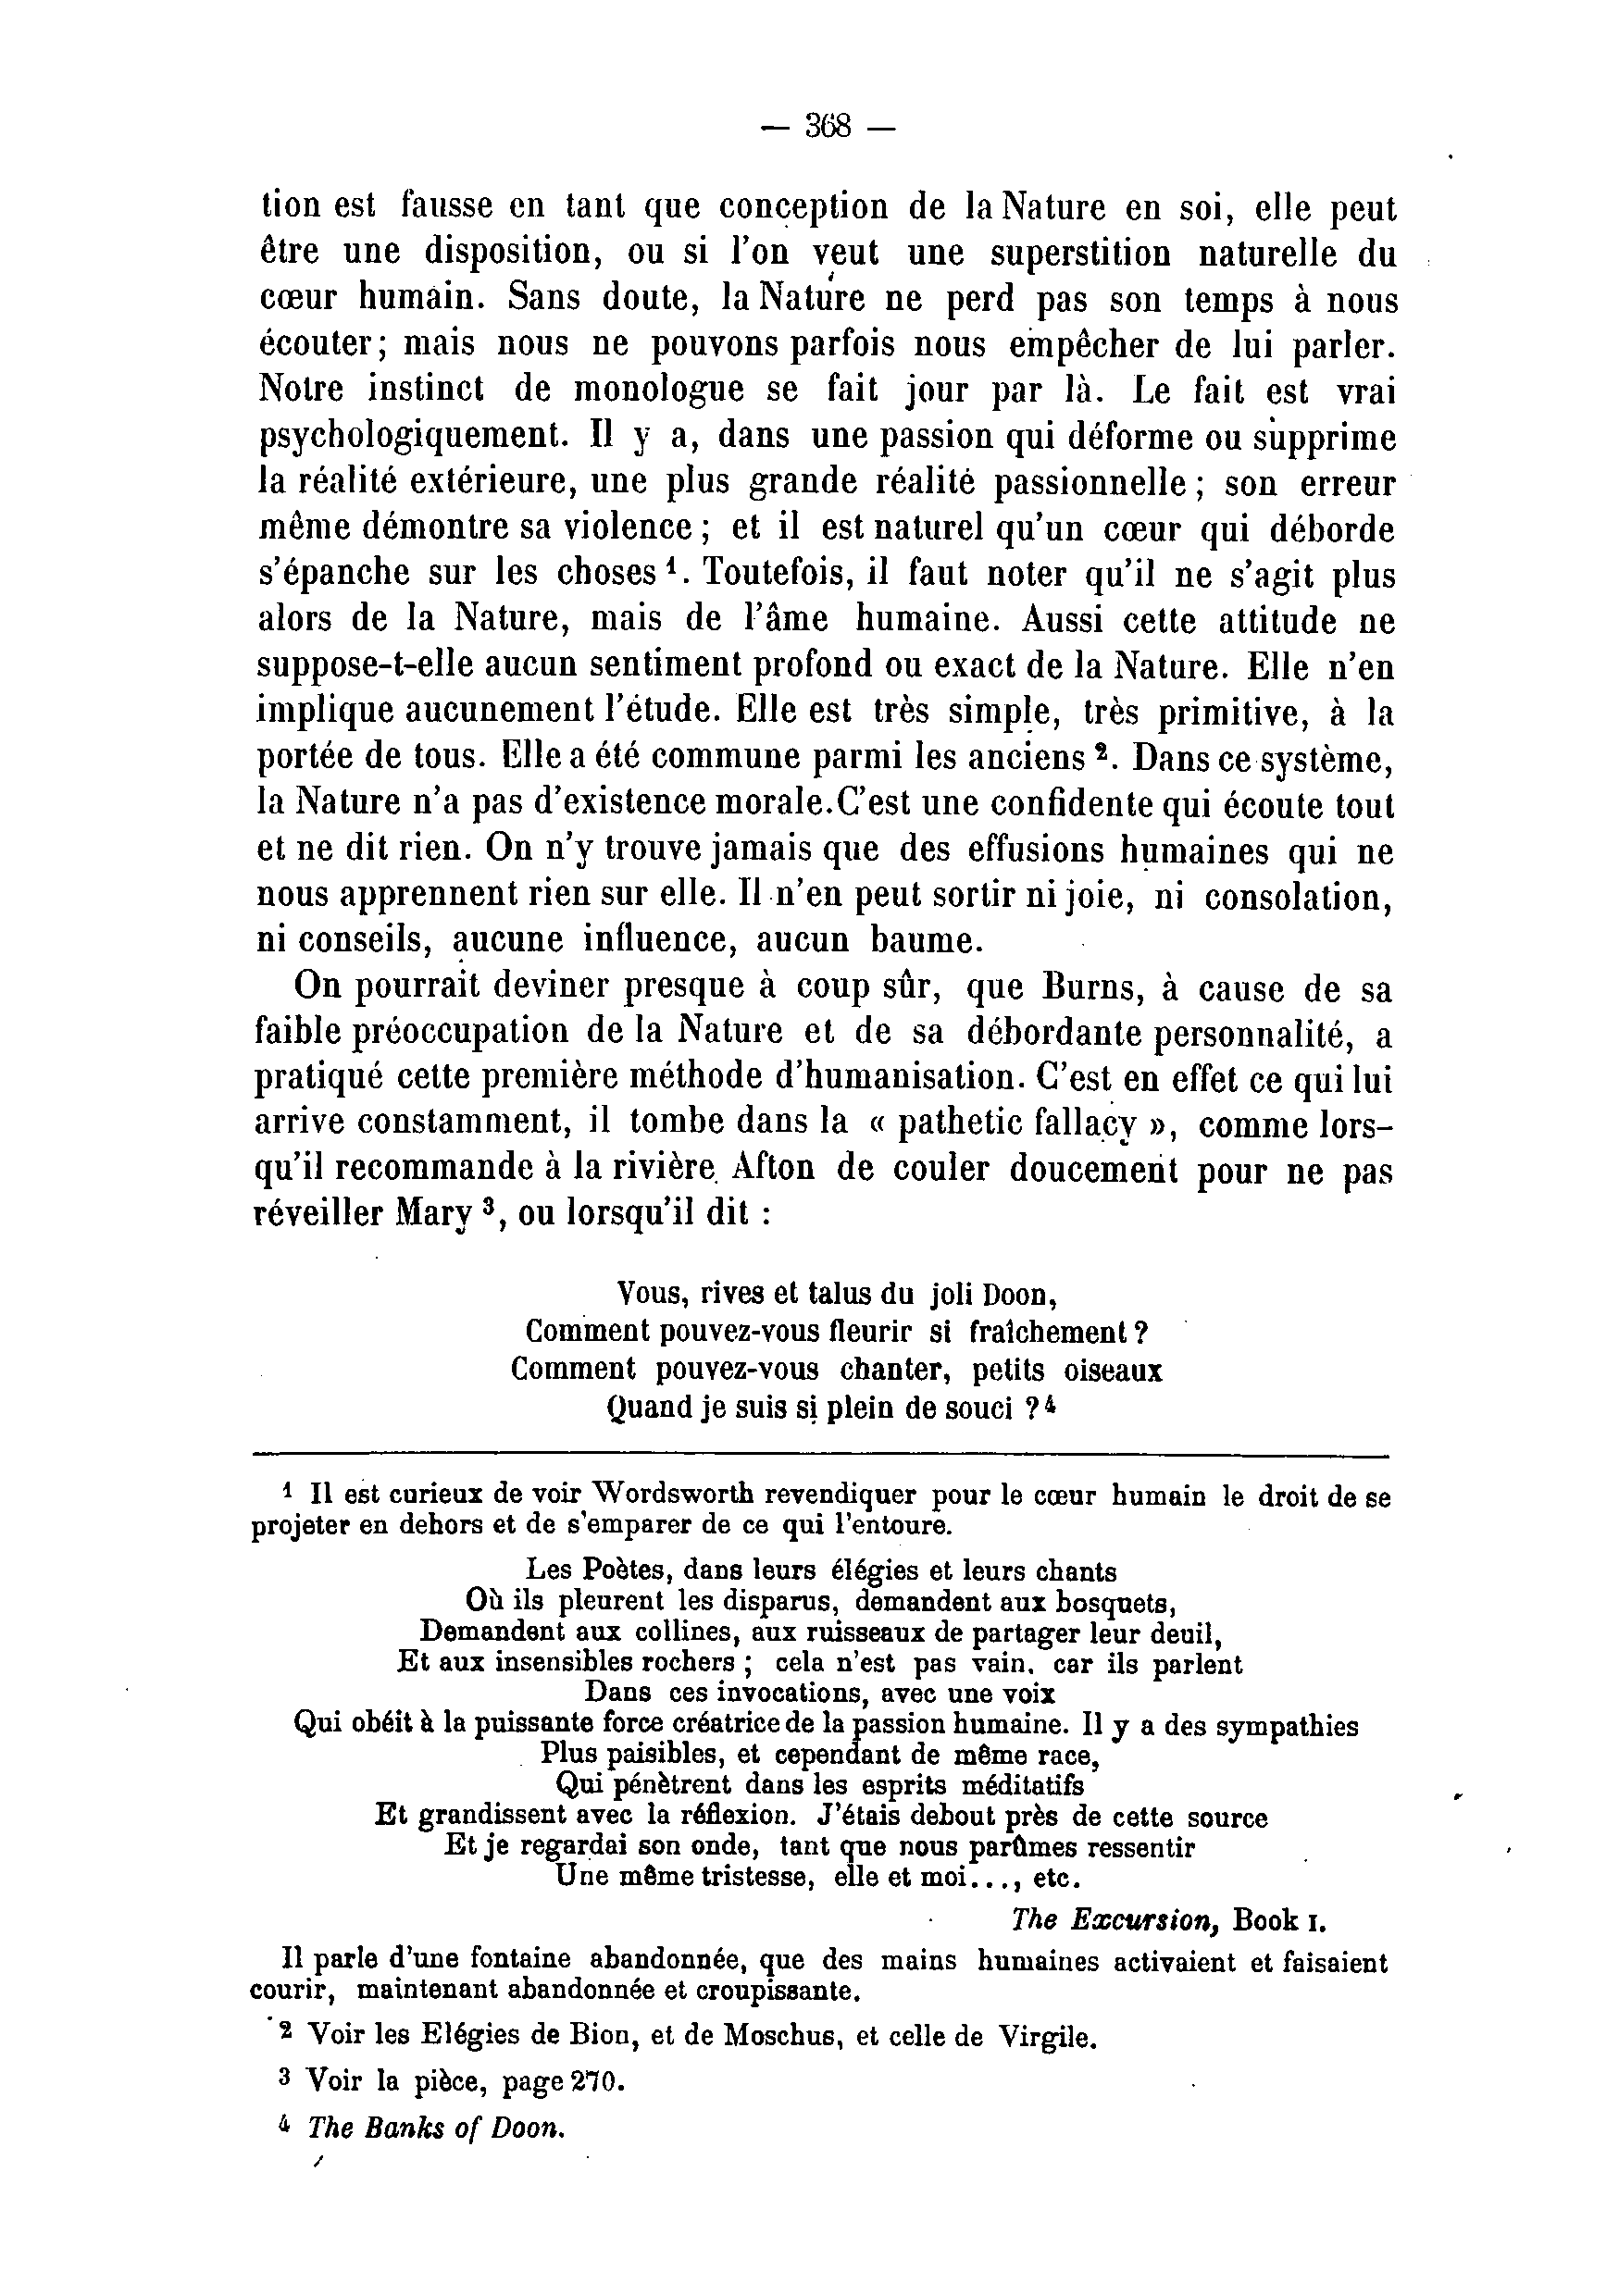 — 368 —
tion est fausse en tant que conception de la Nature en soi, elle peut
être une disposition, ou si l'on veut une superstition naturelle du
cœur humain. Sans doute, la Nature ne perd pas son temps à nous
écouter; mais nous ne pouvons parfois nous empêcher de lui parler.
Notre instinct de monologue se fait jour par là. Le fait est vrai
psychologiquement. Il y a, dans une passion qui déforme ou supprime
la réalité extérieure, une plus grande réalité passionnelle ; son erreur
même démontre sa violence ; et il est naturel qu'un cœur qui déborde
s'épanche sur les choses ¹. Toutefois, il faut noter qu'il ne s'agit plus
alors de la Nature, mais de l'âme humaine. Aussi cette attitude ne
suppose-t-elle aucun sentiment profond ou exact de la Nature. Elle n'en
implique aucunement l'étude. Elle est très simple, très primitive, à la
portée de tous. Elle a été commune parmi les anciens ². Dans ce système,
la Nature n'a pas d'existence morale.C'est une confidente qui écoute tout
et ne dit rien. On n'y trouve jamais que des effusions humaines qui ne
nous apprennent rien sur elle. Il n'en peut sortir ni joie, ni consolation,
ni conseils, aucune influence, aucun baume.
On pourrait deviner presque à coup sûr, que Burns, à cause de sa
faible préoccupation de la Nature et de sa débordante personnalité, a
pratiqué cette première méthode d'humanisation. C'est en effet ce qui lui
arrive constamment, il tombe dans la « pathetic fallacy », comme lors-
qu'il recommande à la rivière Afton de couler doucement pour ne pas
réveiller Mary ³, ou lorsqu'il dit :
Vous, rives et talus du joli Doon,
Comment pouvez-vous fleurir si fraîchement ?
Comment pouvez-vous chanter, petits oiseaux
Quand je suis si plein de souci ? ⁴
¹ Il est curieux de voir Wordsworth revendiquer pour le cœur humain le droit de se
projeter en dehors et de s'emparer de ce qui l'entoure.
Les Poètes, dans leurs élégies et leurs chants
Où ils pleurent les disparus, demandent aux bosquets,
Demandent aux collines, aux ruisseaux de partager leur deuil,
Et aux insensibles rochers ; cela n'est pas vain. car ils parlent
Dans ces invocations, avec une voix
Qui obéit à la puissante force créatrice de la passion humaine. Il y a des sympathies
Plus paisibles, et cependant de même race,
Qui pénètrent dans les esprits méditatifs
Et grandissent avec la réflexion. J'étais debout près de cette source
Et je regardai son onde, tant que nous parûmes ressentir
Une même tristesse, elle et moi..., etc.
The Excursion, Book I.
Il parle d'une fontaine abandonnée, que des mains humaines activaient et faisaient
courir, maintenant abandonnée et croupissante.
² Voir les Elégies de Bion, et de Moschus, et celle de Virgile.
³ Voir la pièce, page 270.
⁴ The Banks of Doon.